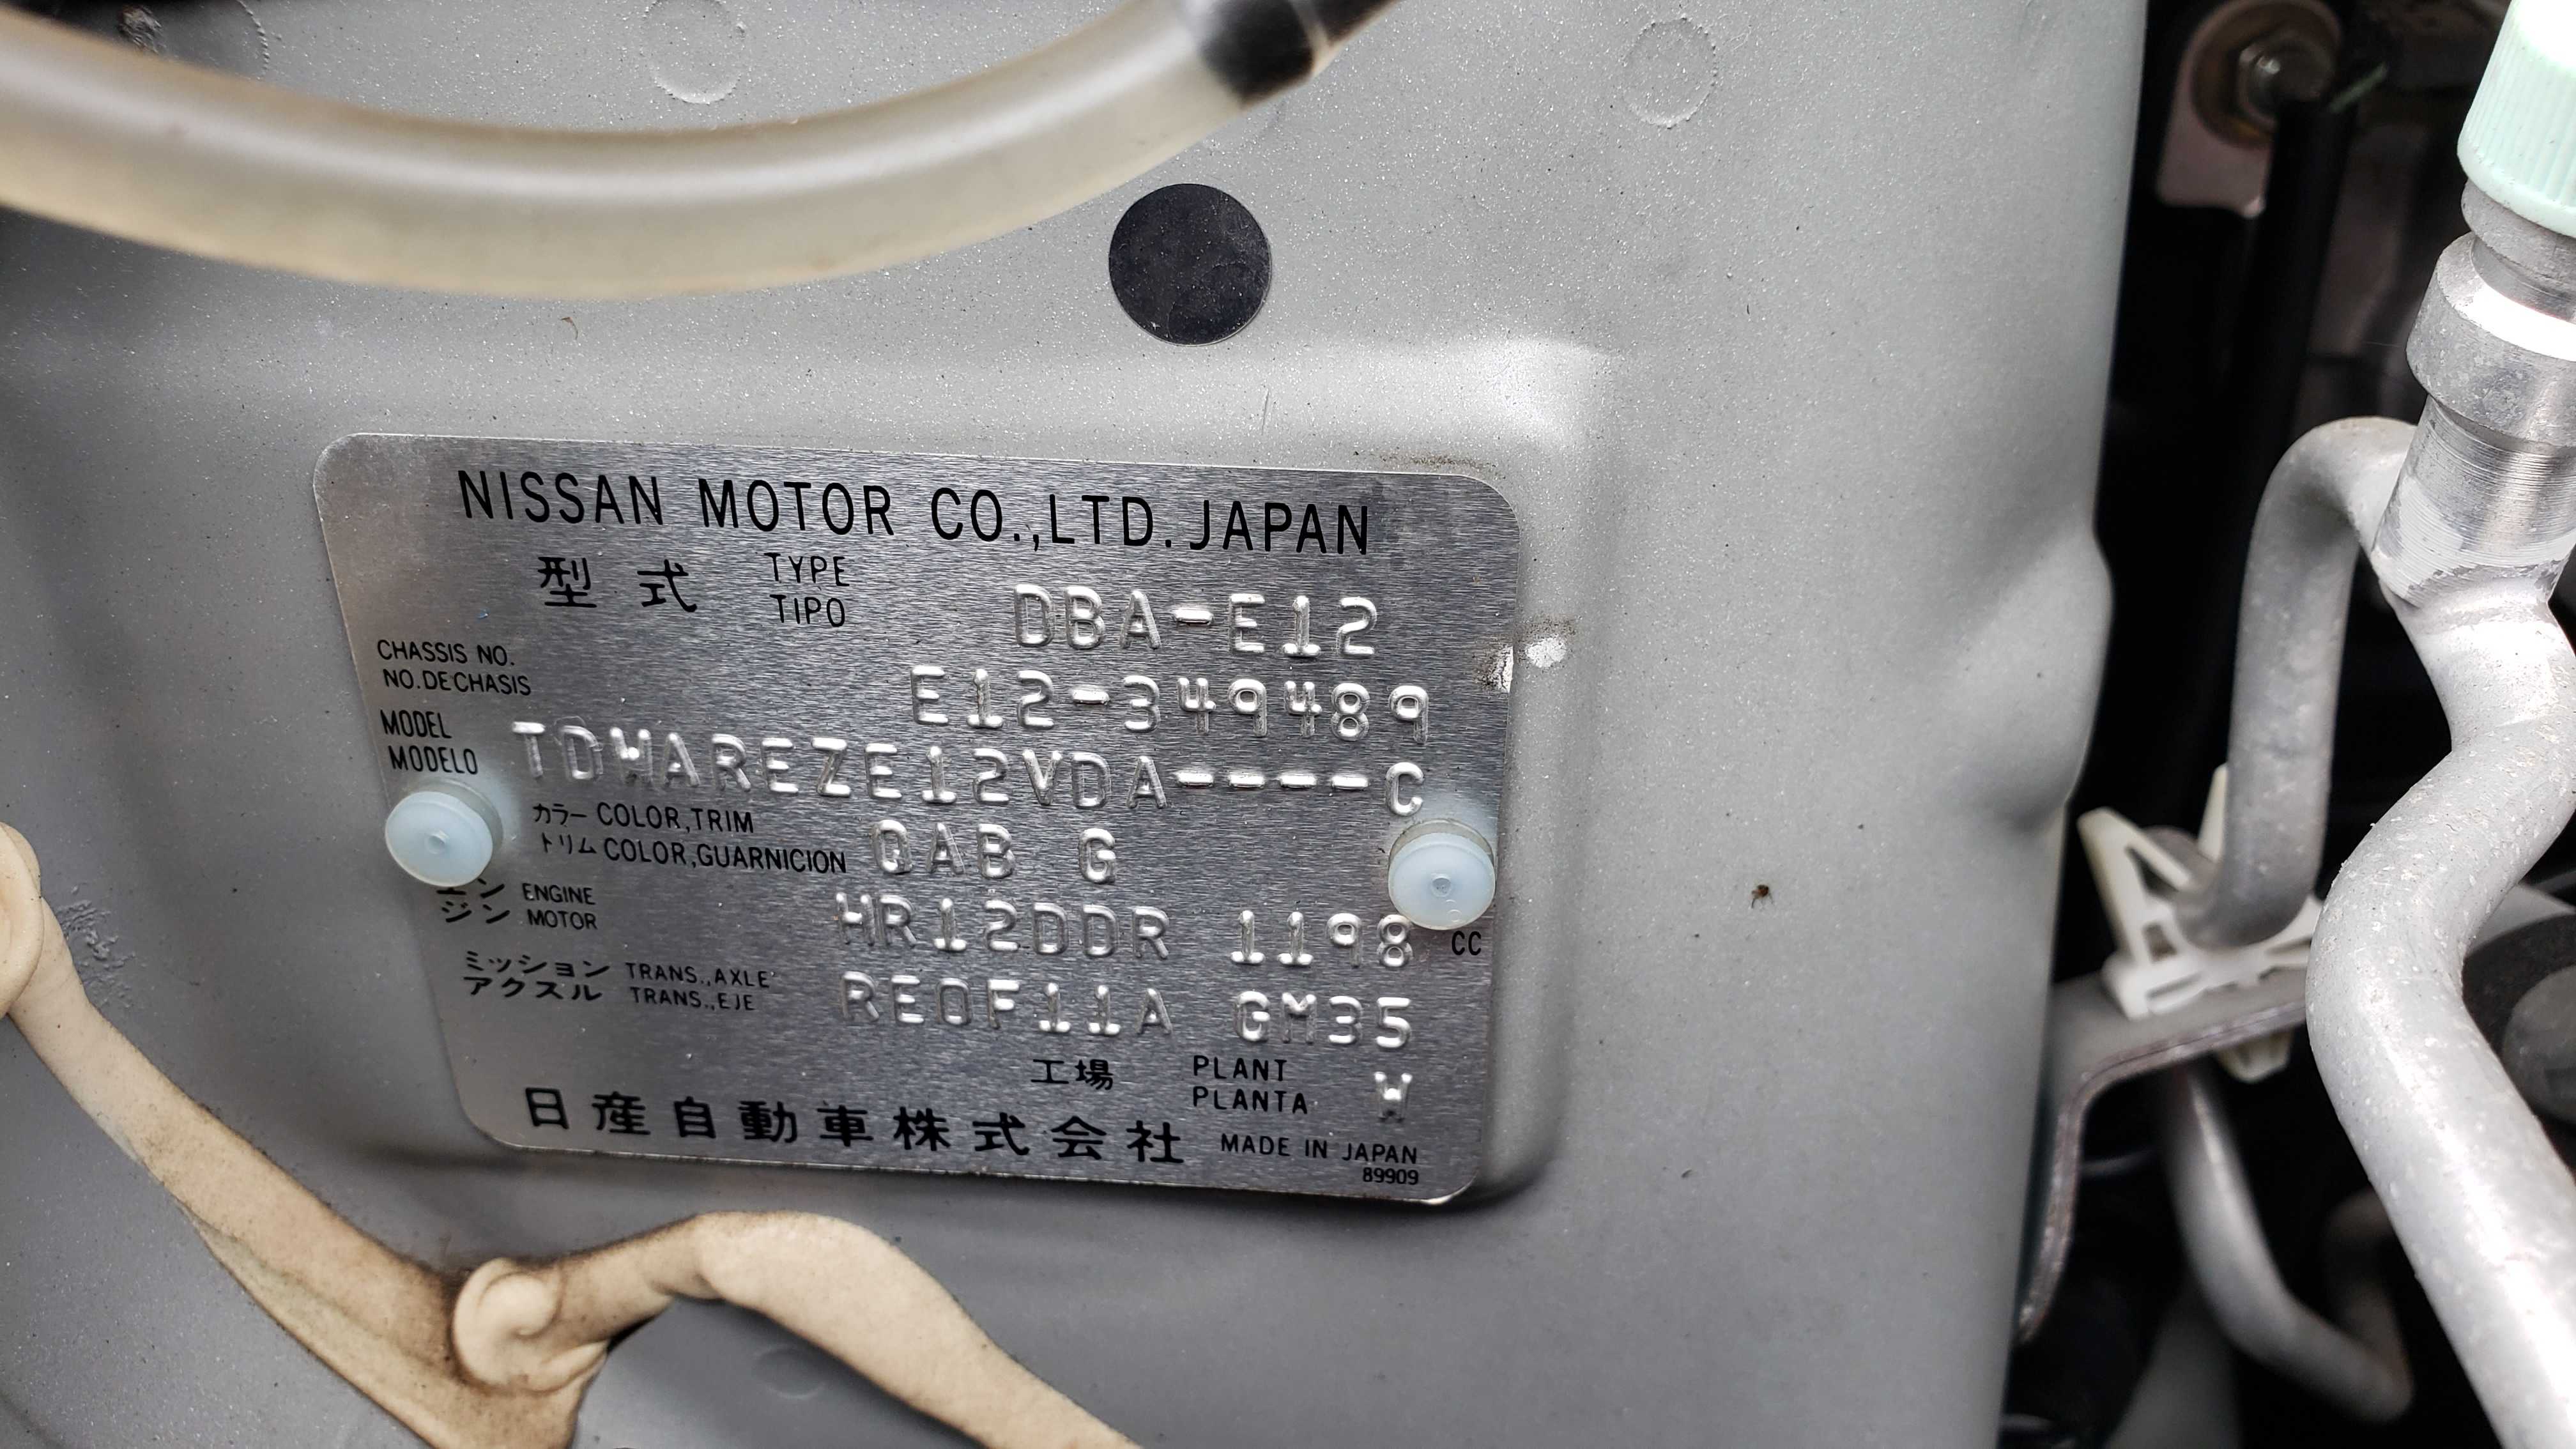 NISSAN MOTOR CO.,LTD.JAPAN
型式 TYPE DBA-E12
TIPO
CHASSIS NO. E12-349489
NO.DE CHASIS
MODEL TDWAREZE12VDA----C
MODELO
カラー COLOR,TRIM QAB G
トリム COLOR,GUARNICION
エン ENGINE HR12DDR 1198 CC
ジン MOTOR
ミッション TRANS.,AXLE RE0F11A GM35
アクスル TRANS.,EJE
工場 PLANT W
PLANTA
日産自動車株式会社 MADE IN JAPAN
89909